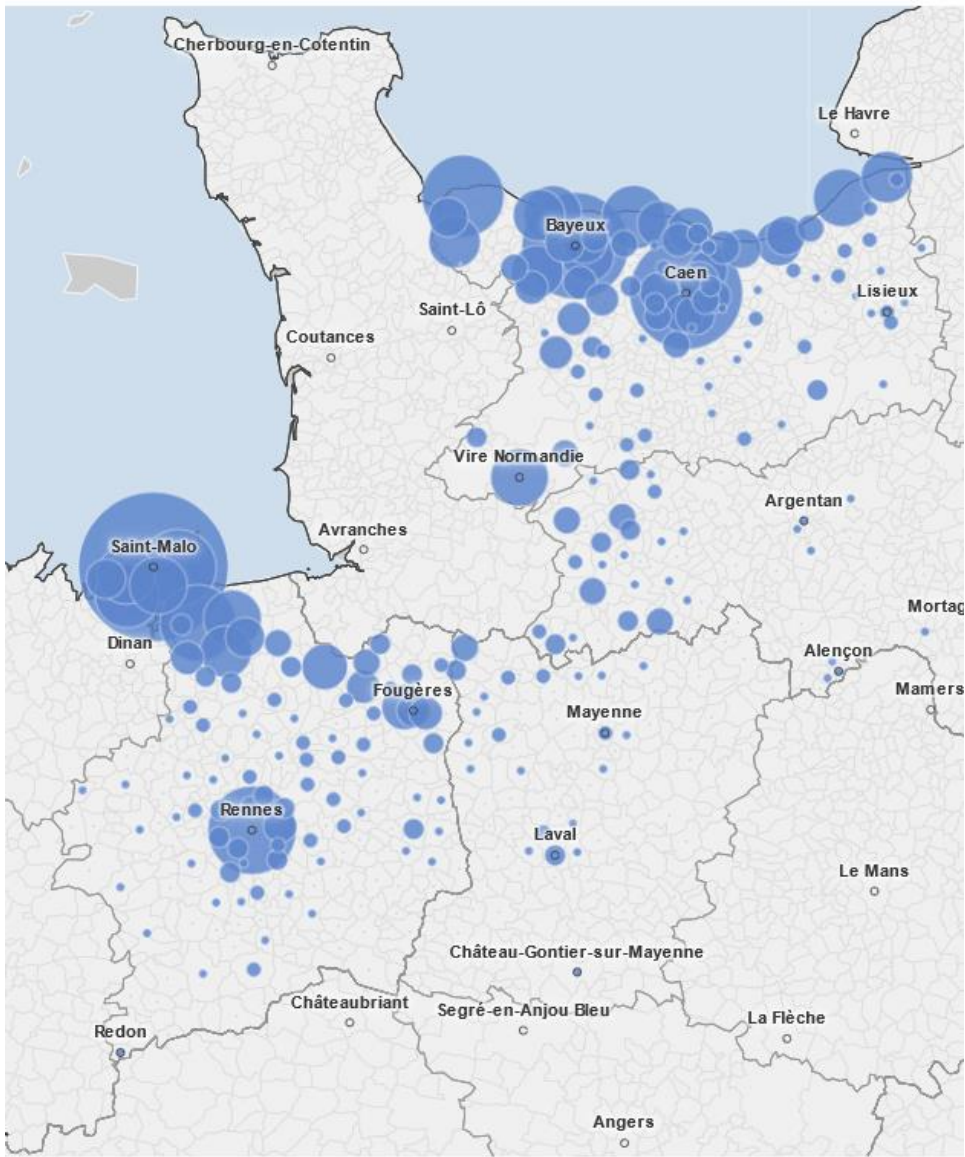 Cherbourg-en-Cotentin
Le Havre
Bayeux
Caen
Lisieux
Saint-Lô
Coutances
Vire Normandie
Argentan
Avranches
Saint-Malo
Mortag
Dinan
Alençon
Fougères
Mamers
Mayenne
Rennes
Laval
Le Mans
Château-Gontier-sur-Mayenne
Châteaubriant
Segré-en-Anjou Bleu
La Flèche
Redon
Angers